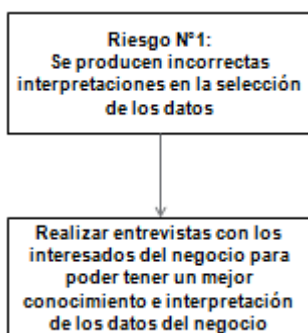 Riesgo N°1:
Se producen incorrectas
interpretaciones en la selección
de los datos
Realizar entrevistas con los
interesados del negocio para
poder tener un mejor
conocimiento e interpretación
de los datos del negocio